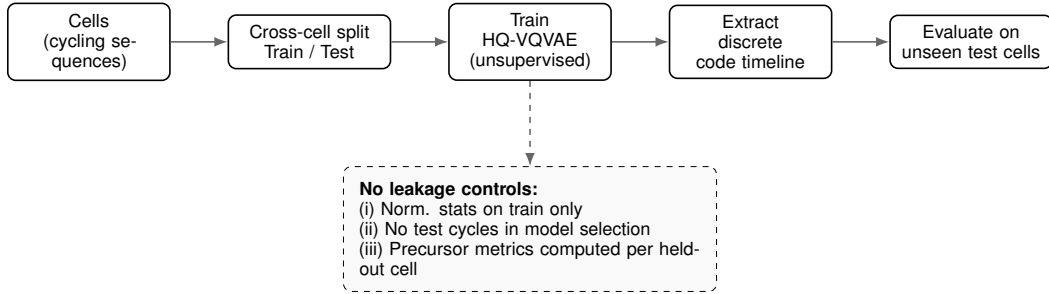 Cells
(cycling se-
quences)
Cross-cell split
Train / Test
Train
HQ-VQVAE
(unsupervised)
Extract
discrete
code timeline
Evaluate on
unseen test cells
No leakage controls:
(i) Norm. stats on train only
(ii) No test cycles in model selection
(iii) Precursor metrics computed per held-
out cell